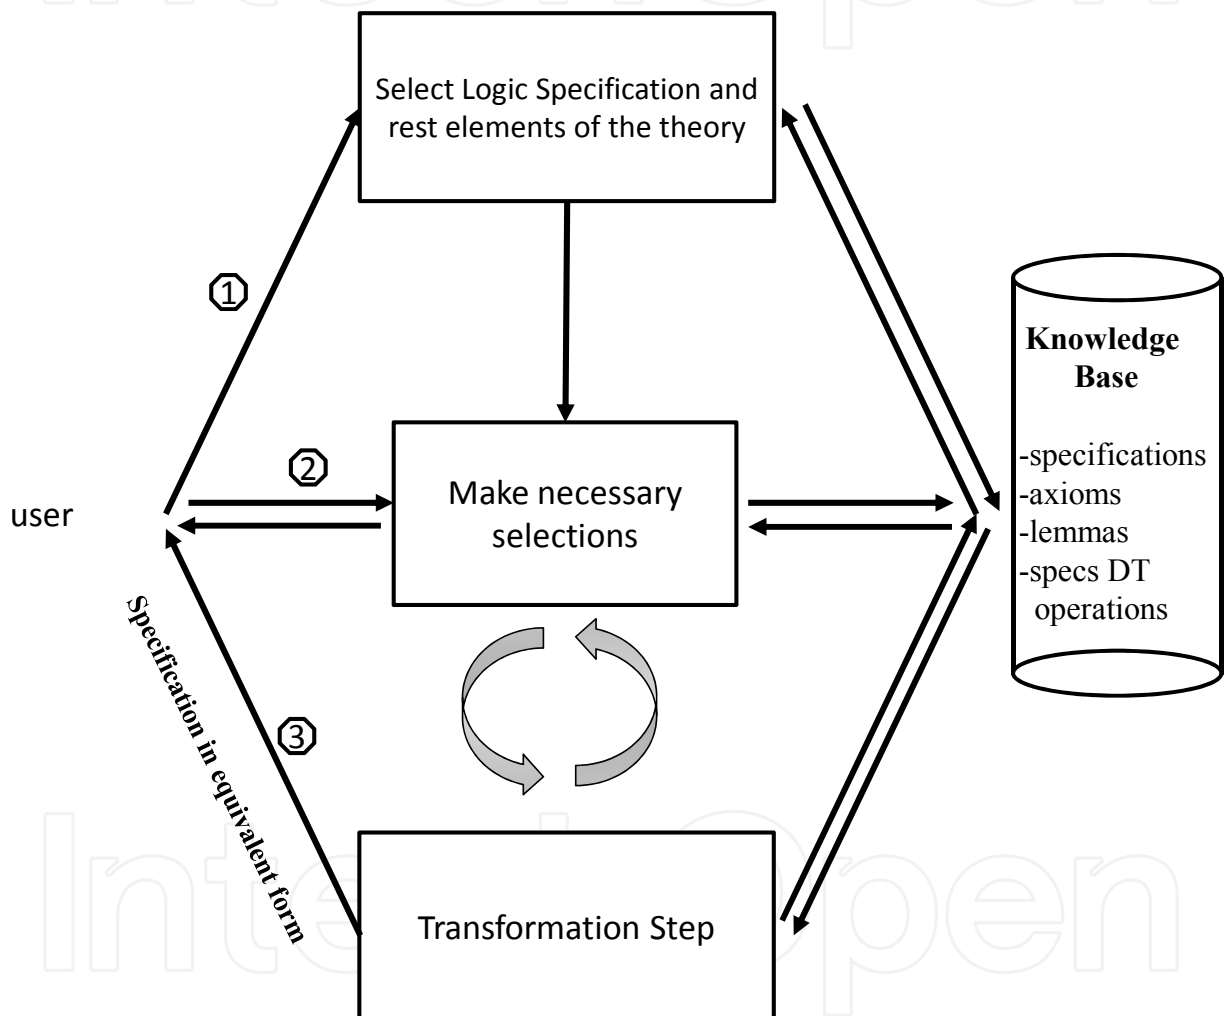 Select Logic Specification and
rest elements of the theory
1
Knowledge
Base
-specifications
-axioms
-lemmas
-specs DT
operations
2
Make necessary
selections
user
Specification in equivalent form
3
Transformation Step
IntechOpen